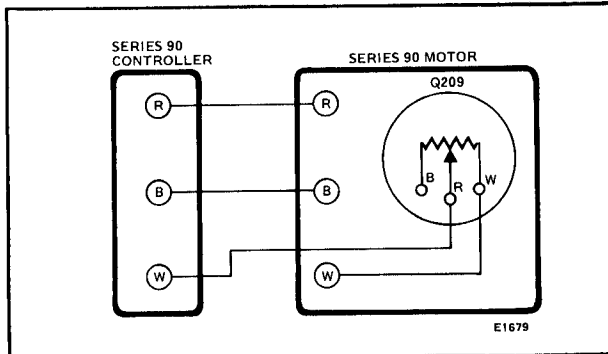 SERIES 90
CONTROLLER
SERIES 90 MOTOR
Q209
R
R
B
R
W
B
B
W
W
E1679